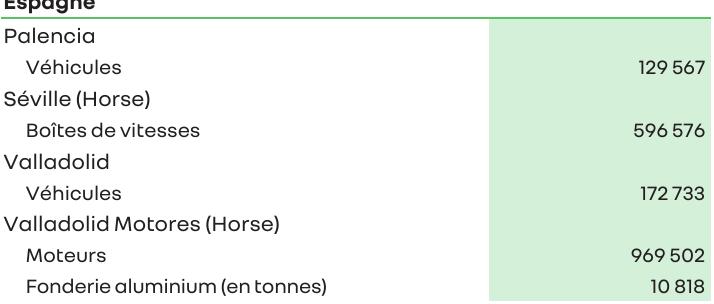 Espagne
Palencia
Véhicules 129 567
Séville (Horse)
Boîtes de vitesses 596 576
Valladolid
Véhicules 172 733
Valladolid Motores (Horse)
Moteurs 969 502
Fonderie aluminium (en tonnes) 10 818